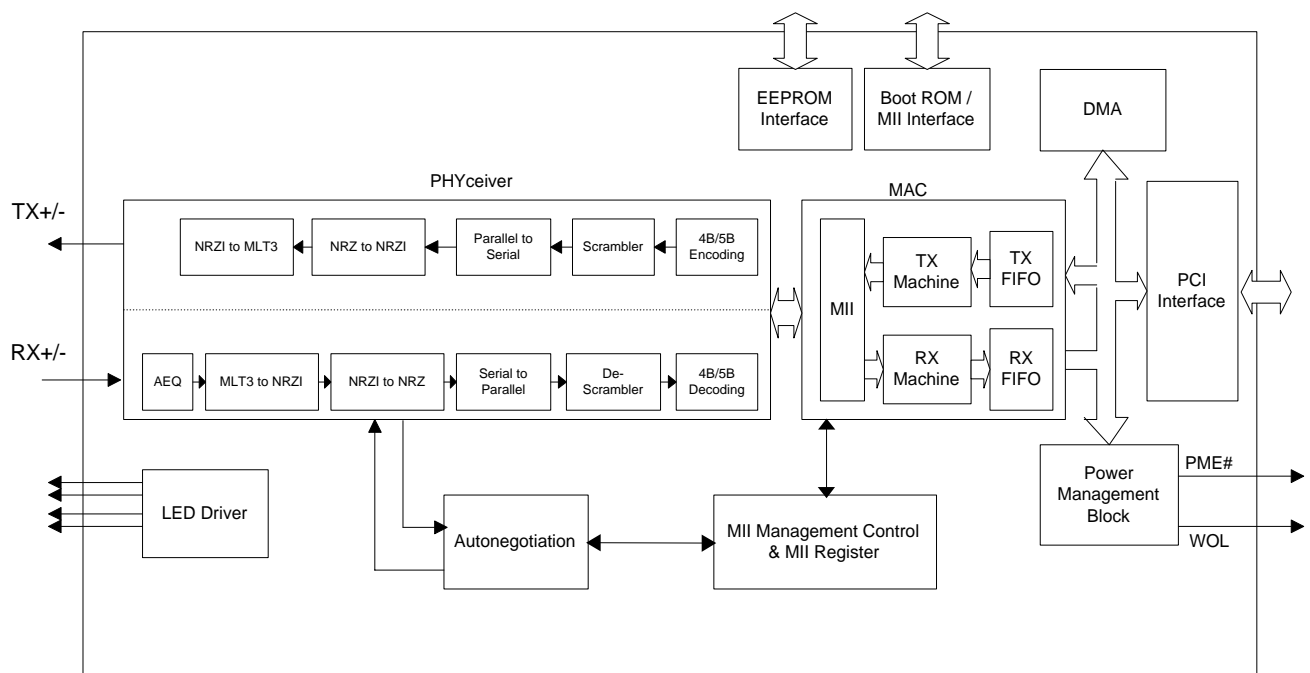 EEPROM
Interface
Boot ROM /
MII Interface
DMA
PHYceiver
MAC
TX+/-
NRZI to MLT3
NRZ to NRZI
Parallel to
Serial
Scrambler
4B/5B
Encoding
MII
TX
Machine
TX
FIFO
PCI
Interface
RX+/-
AEQ
MLT3 to NRZI
NRZI to NRZ
Serial to
Parallel
De-
Scrambler
4B/5B
Decoding
RX
Machine
RX
FIFO
LED Driver
Autonegotiation
MII Management Control
& MII Register
Power
Management
Block
PME#
WOL